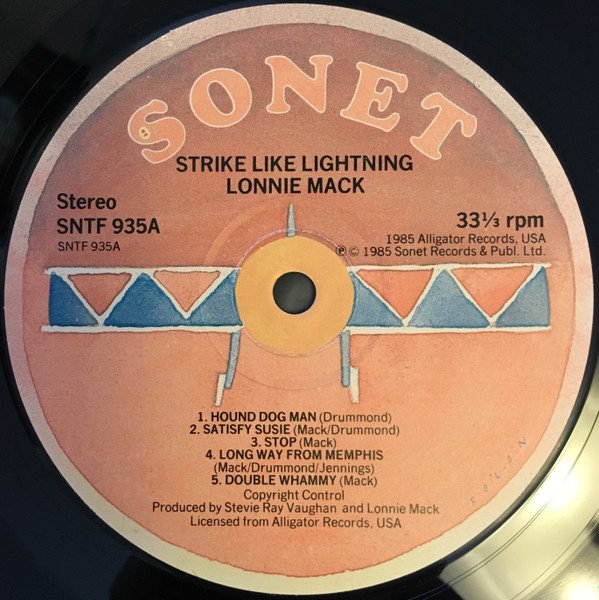 SONET
STRIKE LIKE LIGHTNING
LONNIE MACK
Stereo
SNTF 935A
SNTF 935A
33⅓ rpm
1985 Alligator Records, USA
℗ © 1985 Sonet Records & Publ. Ltd.
1. HOUND DOG MAN (Drummond)
2. SATISFY SUSIE (Mack/Drummond)
3. STOP (Mack)
4. LONG WAY FROM MEMPHIS
(Mack/Drummond/Jennings)
5. DOUBLE WHAMMY (Mack)
Copyright Control
Produced by Stevie Ray Vaughan and Lonnie Mack
Licensed from Alligator Records, USA
FOLON